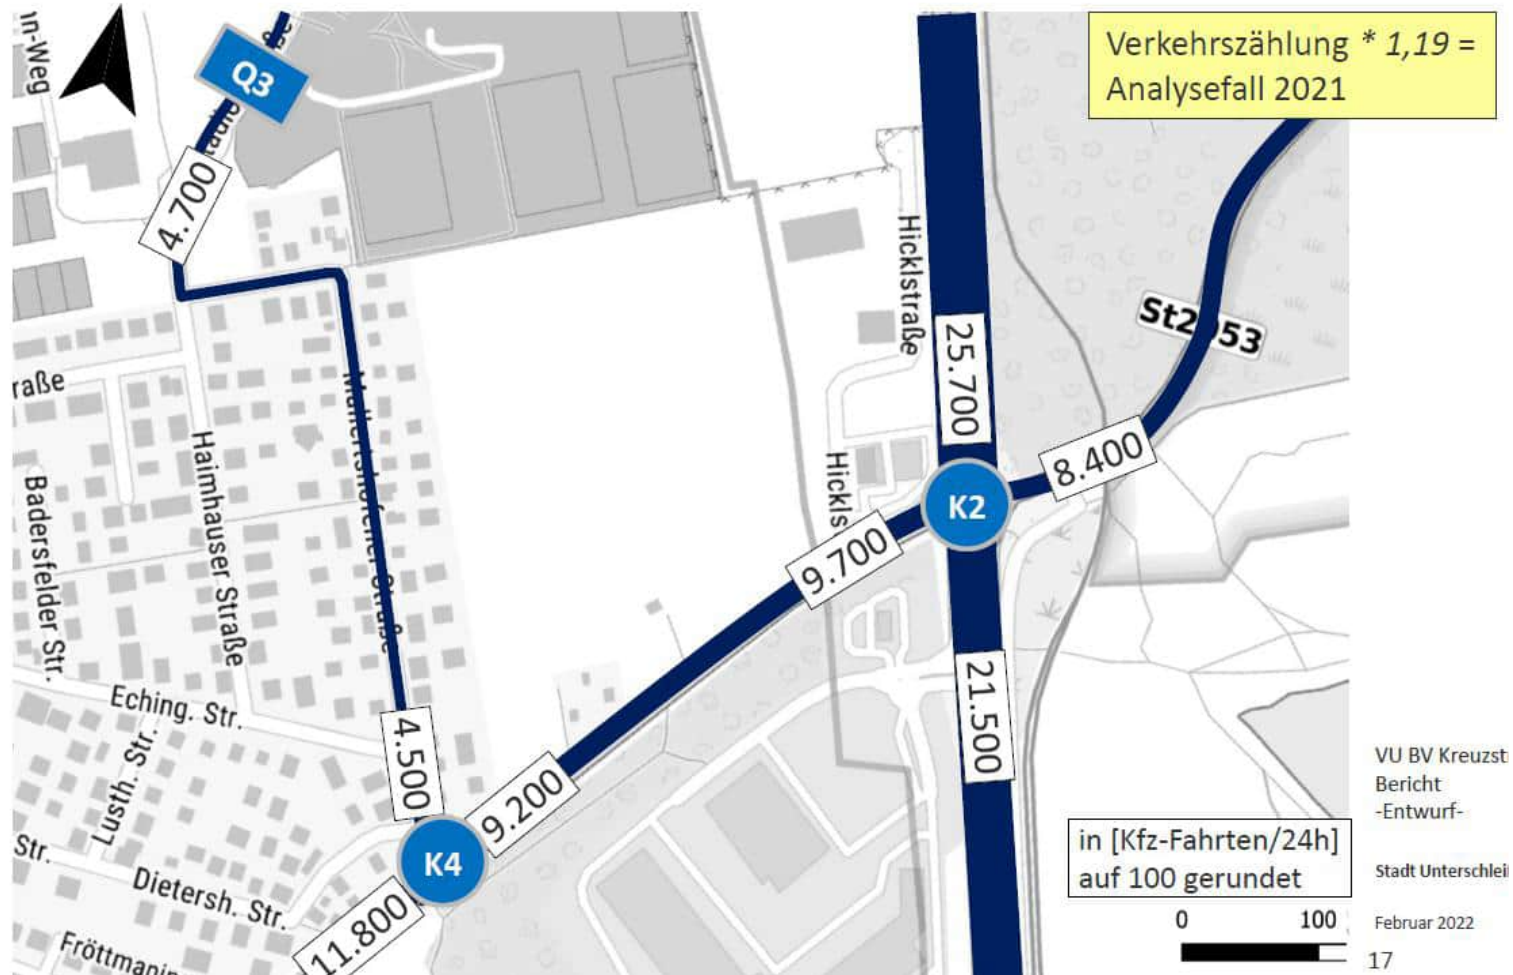 Verkehrszählung * 1,19 =
Analysefall 2021
n-Weg
Q3
4.700
Hicklstraße
25.700
St2 53
8.400
raße
Haimhauser Straße
Badersfelder Str.
Hickls
K2
9.700
21.500
Eching. Str.
Lusth. Str.
4.500
9.200
K4
Str.
Dietersh. Str.
11.800
VU BV Kreuzst
Bericht
-Entwurf-
in [Kfz-Fahrten/24h]
auf 100 gerundet
Stadt Unterschlei
0 100
Februar 2022
17